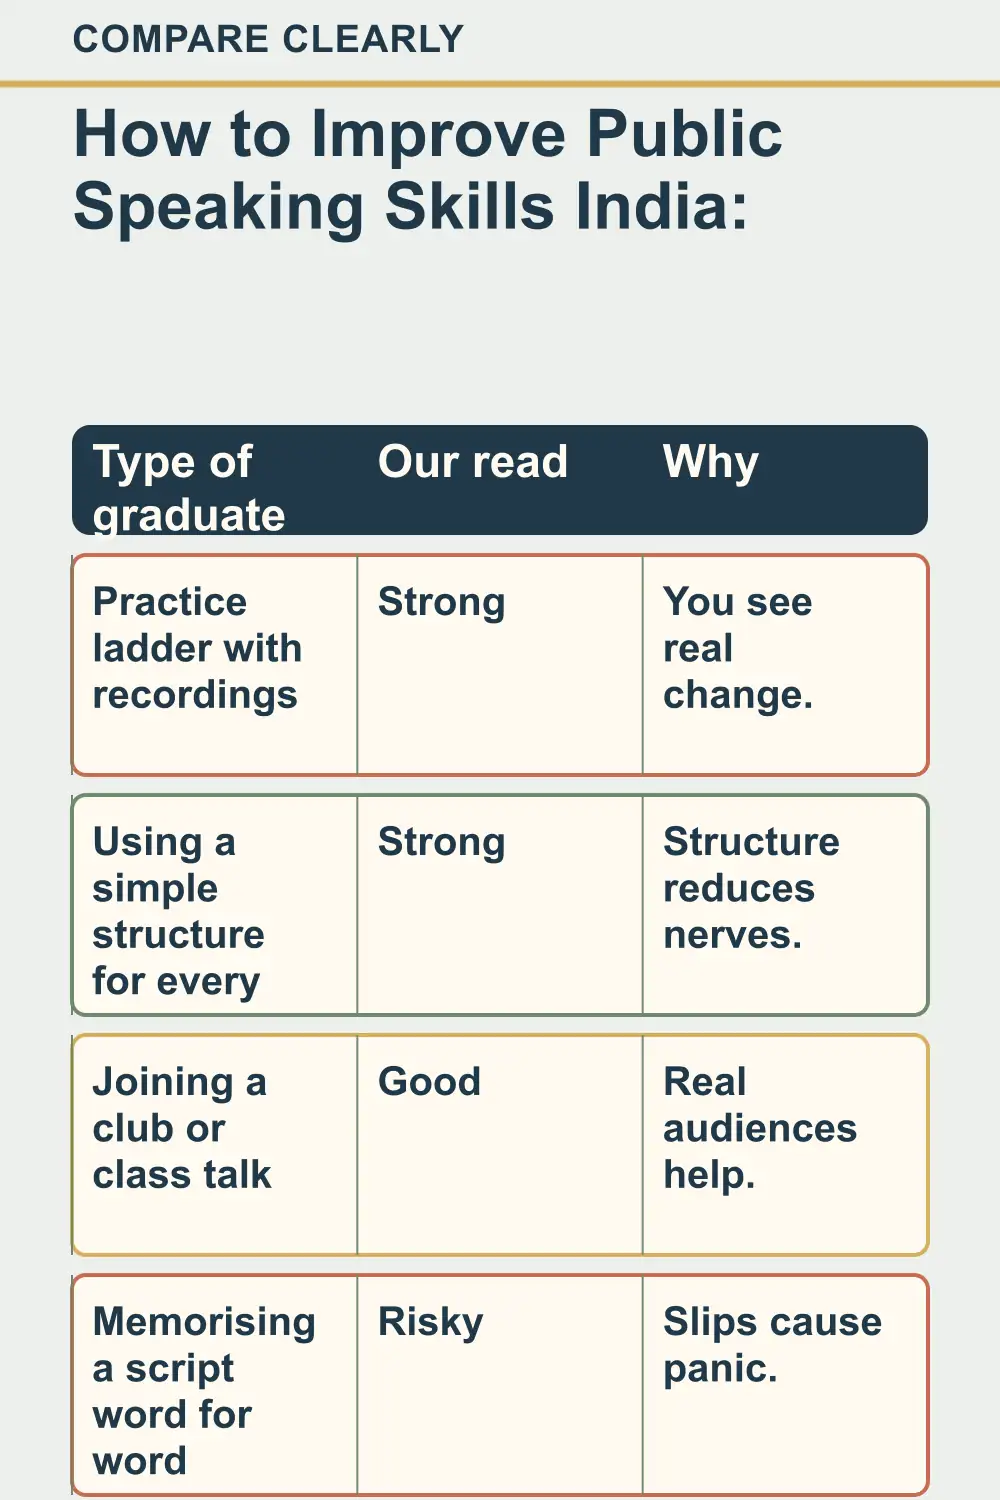 COMPARE CLEARLY
How to Improve Public
Speaking Skills India:
Type of
graduate
Our read
Why
Practice
ladder with
recordings
Strong
You see
real
change.
Using a
simple
structure
for every
Strong
Structure
reduces
nerves.
Joining a
club or
class talk
Good
Real
audiences
help.
Memorising
a script
word for
word
Risky
Slips cause
panic.